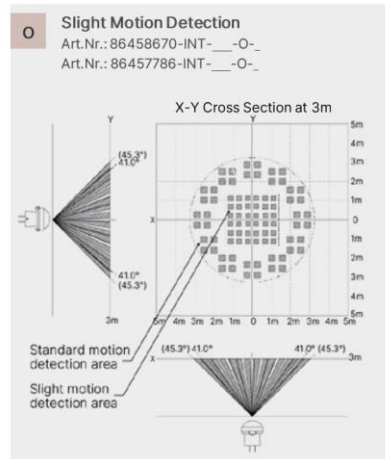 O
Slight Motion Detection
Art.Nr.: 86458670-INT-___-O-_
Art.Nr.: 86457786-INT-___-O-_
X-Y Cross Section at 3m
Y
Y
5m
4m
3m
2m
1m
0
1m
2m
3m
4m
5m
(45.3°)
41.0°
X
X
41.0°
(45.3°)
3m
5m 4m 3m 2m 1m 0 1m 2m 3m 4m 5m
Standard motion
detection area
Slight motion
detection area
X
(45.3°) 41.0°
41.0° (45.3°)
3m